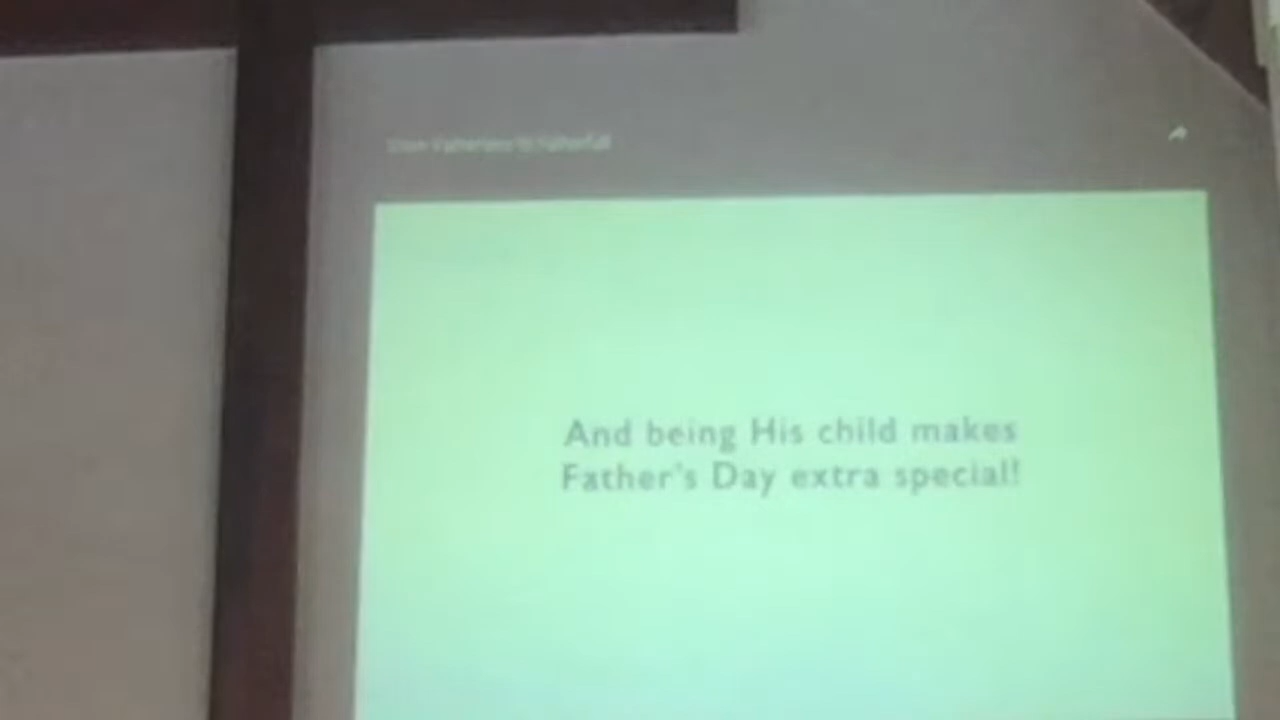 And being His child makes
Father's Day extra special!